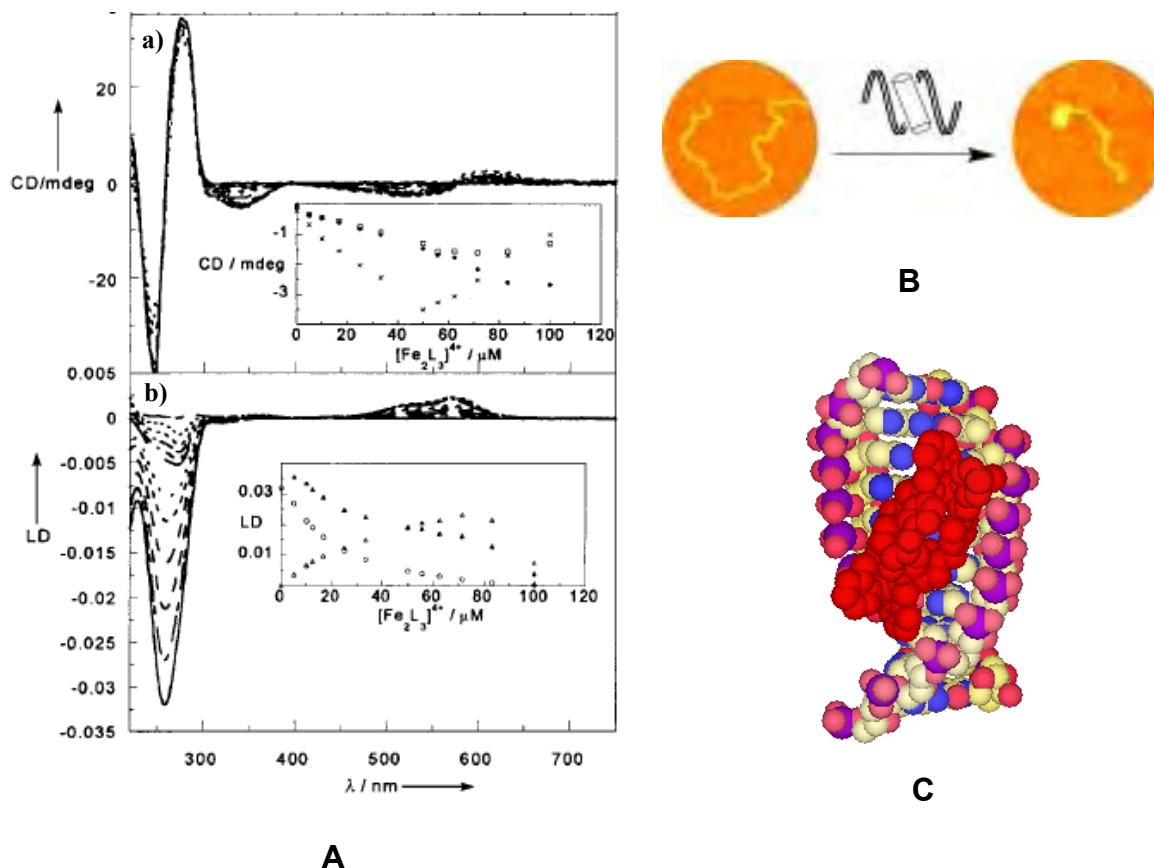 a)
20
0
-20
CD/mdeg
-1
-3
CD / mdeg
0 20 40 60 80 100 120
[Fe2L3]4+ / μM
b)
0.005
0
-0.005
-0.01
-0.015
-0.02
-0.025
-0.03
-0.035
LD
0.03
LD
0.01
0 20 40 60 80 100 120
[Fe2L3]4+ / μM
300 400 500 600 700
λ / nm
A
B
C